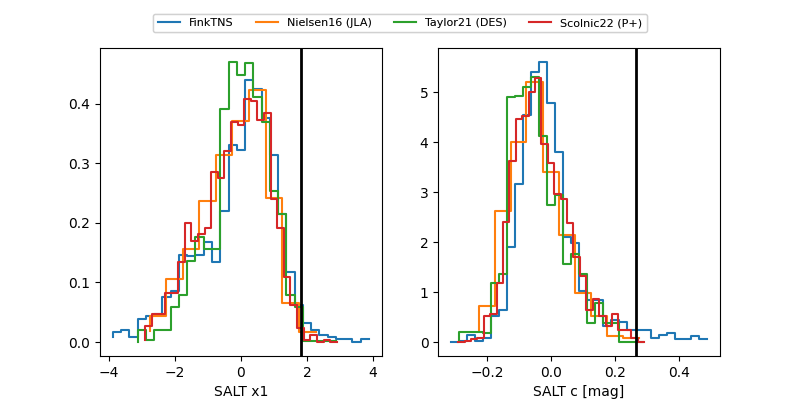 FinkTNS Nielsen16 (JLA) Taylor21 (DES) Scolnic22 (P+)
0.4
0.3
0.2
0.1
0.0
−4 −2 0 2 4
SALT x1
5
4
3
2
1
0
−0.2 0.0 0.2 0.4
SALT c [mag]